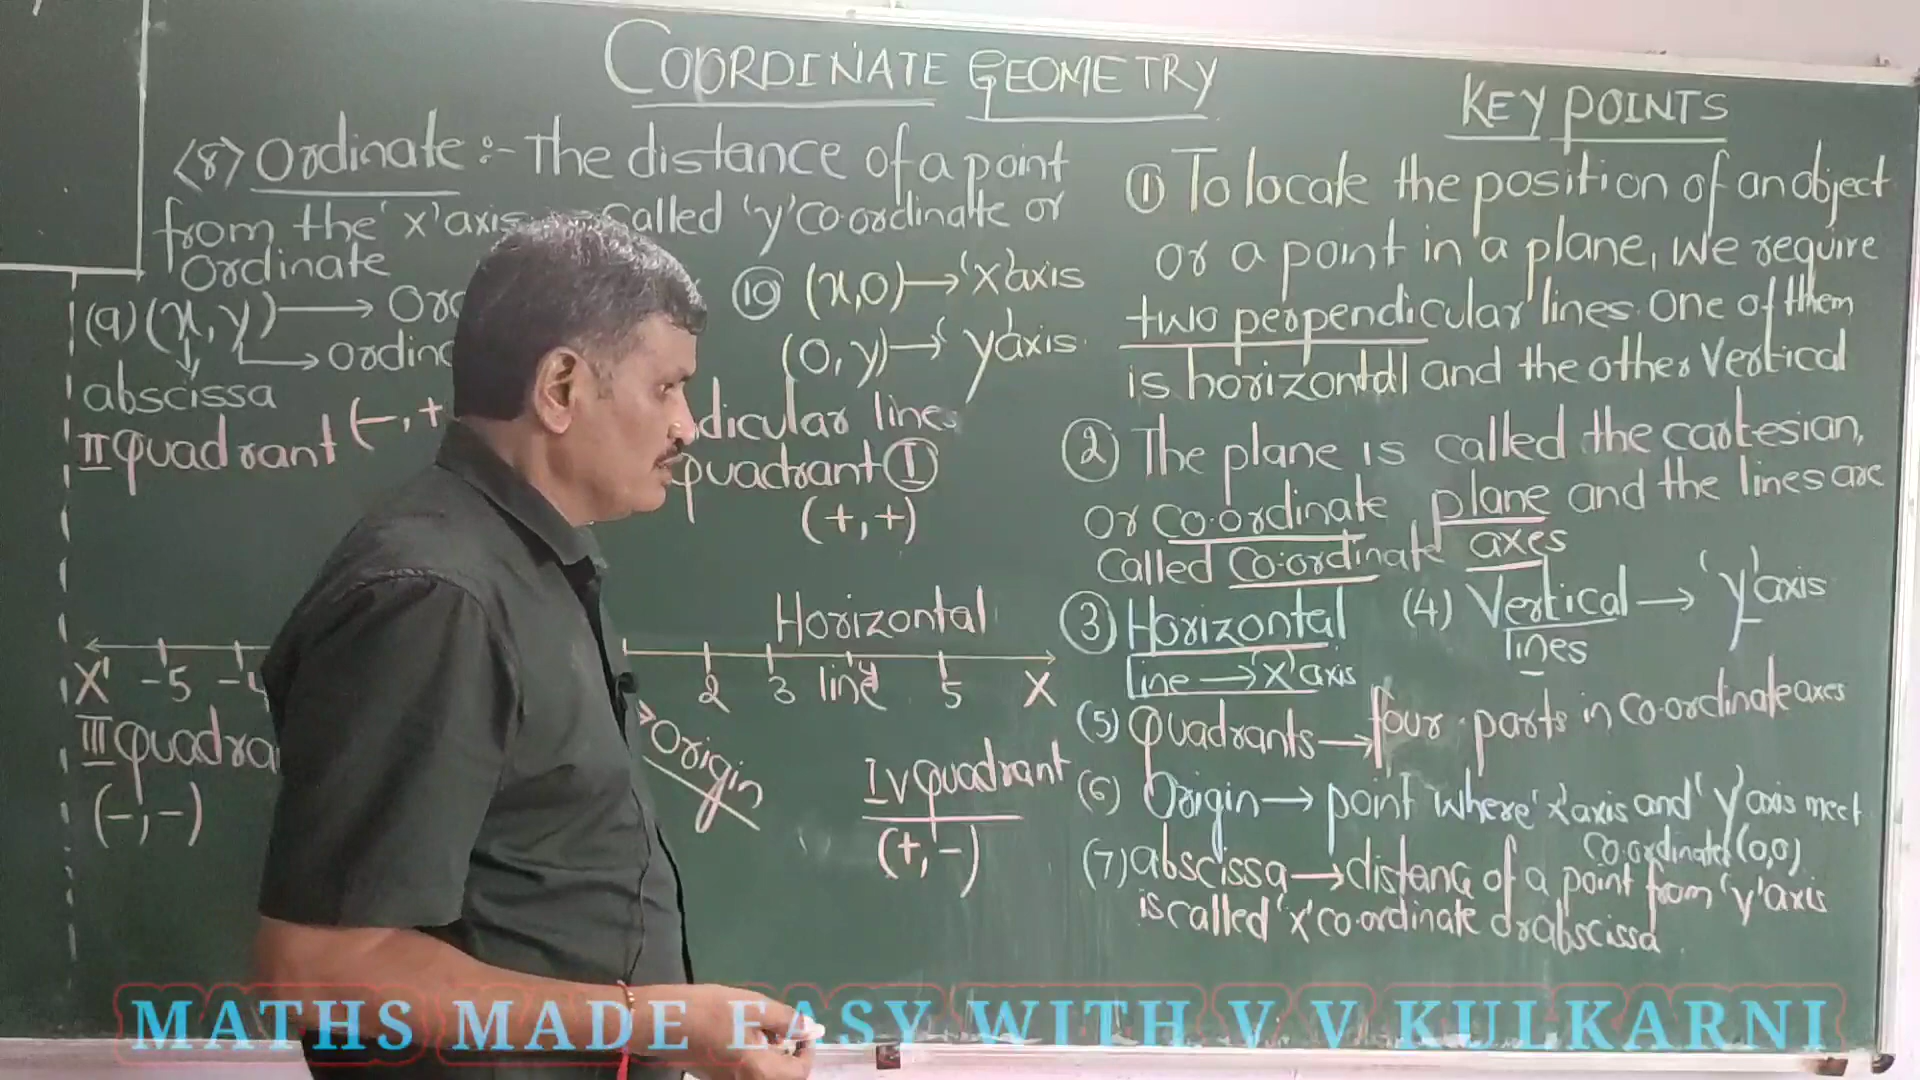 COORDINATE GEOMETRY
<8> Ordinate :- The distance of a point
from the 'x' axis called 'y' co-ordinate or
Ordinate
(9) (x, y) → Or
→ ordin
abscissa
II quadrant (-, +
(10) (x,0) → 'x' axis
(0, y) → 'y' axis
dicular lines
quadrant I
(+, +)
Horizontal
line
X' -5 -4 2 3 4 5 X
III quadra
(-, -)
Origin
IV quadrant
(+, -)
KEY POINTS
① To locate the position of an object
or a point in a plane, we require
two perpendicular lines. One of them
is horizontal and the other vertical
② The plane is called the cartesian,
or co-ordinate plane and the lines are
called co-ordinate axes
③ Horizontal
line → 'x' axis
(4) Vertical → 'y' axis
lines
(5) Quadrants → four parts in co-ordinate axes
(6) Origin → point where 'x' axis and 'y' axis meet
co-ordinates (0,0)
(7) abscissa → distance of a point from 'y' axis
is called 'x' co-ordinate or abscissa
MATHS MADE EASY WITH V V KULKARNI